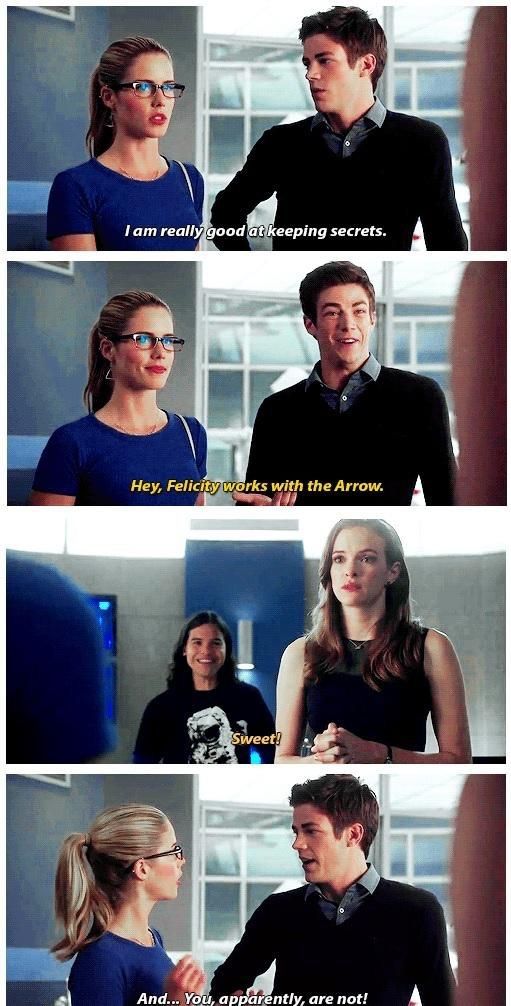 I am really good at keeping secrets.
Hey, Felicity works with the Arrow.
Sweet!
And... You, apparently, are not!